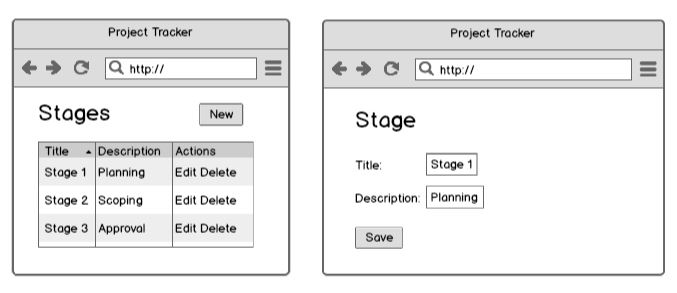 Project Tracker
http://
Stages
New
Title Description Actions
Stage 1 Planning Edit Delete
Stage 2 Scoping Edit Delete
Stage 3 Approval Edit Delete
Project Tracker
http://
Stage
Title: Stage 1
Description: Planning
Save